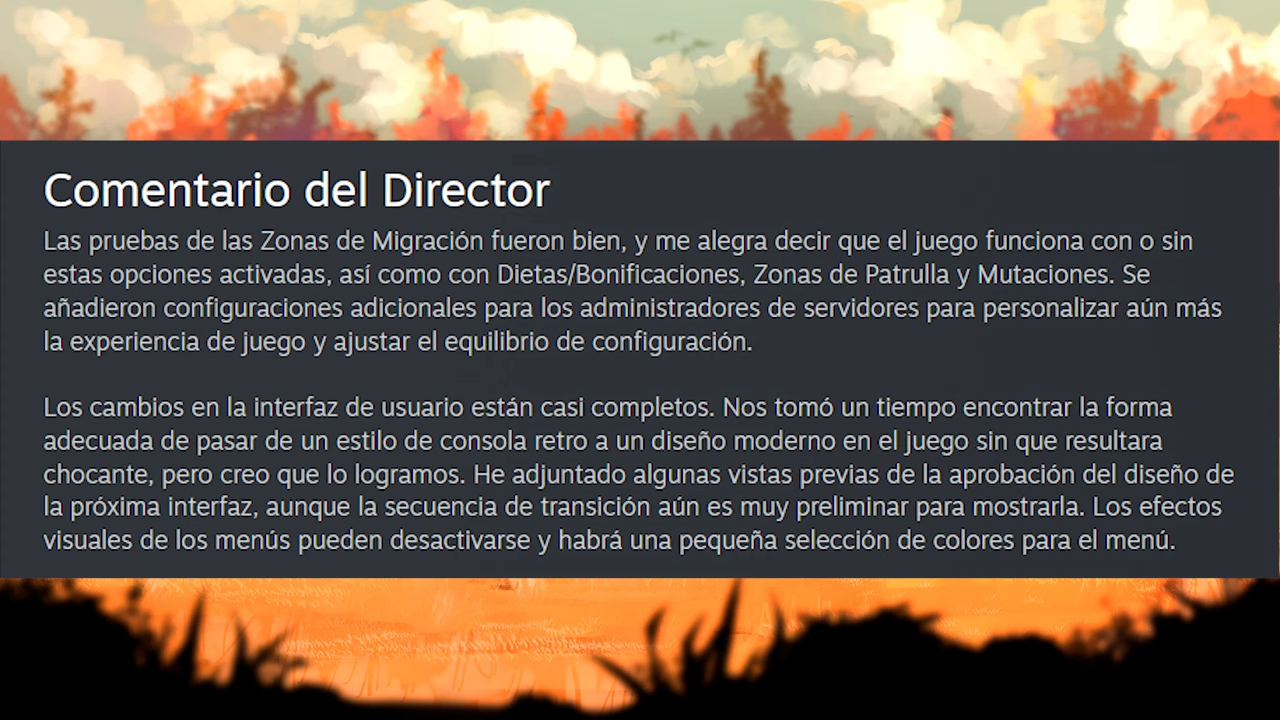 Comentario del Director
Las pruebas de las Zonas de Migración fueron bien, y me alegra decir que el juego funciona con o sin
estas opciones activadas, así como con Dietas/Bonificaciones, Zonas de Patrulla y Mutaciones. Se
añadieron configuraciones adicionales para los administradores de servidores para personalizar aún más
la experiencia de juego y ajustar el equilibrio de configuración.
Los cambios en la interfaz de usuario están casi completos. Nos tomó un tiempo encontrar la forma
adecuada de pasar de un estilo de consola retro a un diseño moderno en el juego sin que resultara
chocante, pero creo que lo logramos. He adjuntado algunas vistas previas de la aprobación del diseño de
la próxima interfaz, aunque la secuencia de transición aún es muy preliminar para mostrarla. Los efectos
visuales de los menús pueden desactivarse y habrá una pequeña selección de colores para el menú.